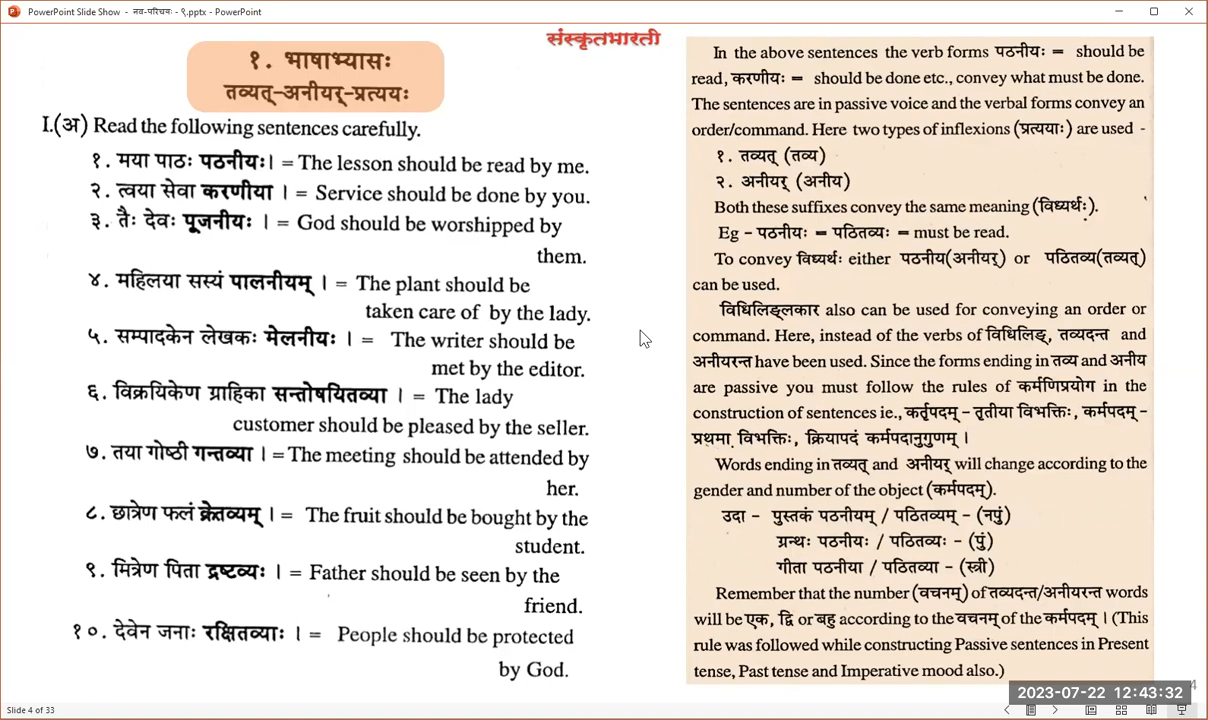 PowerPoint Slide Show - नव-परिचयः - ९.pptx - PowerPoint
संस्कृतभारती
१. भाषाभ्यासः
तव्यत्-अनीयर्-प्रत्ययः
I.(अ) Read the following sentences carefully.
१. मया पाठः पठनीयः। = The lesson should be read by me.
२. त्वया सेवा करणीया । = Service should be done by you.
३. तैः देवः पूजनीयः । = God should be worshipped by
them.
४. महिलया सस्यं पालनीयम् । = The plant should be
taken care of by the lady.
५. सम्पादकेन लेखकः मेलनीयः । = The writer should be
met by the editor.
६. विक्रयिकेण ग्राहिका सन्तोषयितव्या । = The lady
customer should be pleased by the seller.
७. तया गोष्ठी गन्तव्या । = The meeting should be attended by
her.
८. छात्रेण फलं क्रेतव्यम् । = The fruit should be bought by the
student.
९. मित्रेण पिता द्रष्टव्यः । = Father should be seen by the
friend.
१०. देवेन जनाः रक्षितव्याः । = People should be protected
by God.
In the above sentences the verb forms पठनीयः = should be
read, करणीयः = should be done etc., convey what must be done.
The sentences are in passive voice and the verbal forms convey an
order/command. Here two types of inflexions (प्रत्ययाः) are used -
१. तव्यत् (तव्य)
२. अनीयर् (अनीय)
Both these suffixes convey the same meaning (विध्यर्थः).
Eg - पठनीयः = पठितव्यः = must be read.
To convey विध्यर्थः either पठनीय(अनीयर्) or पठितव्य(तव्यत्)
can be used.
विधिलिङ्लकार also can be used for conveying an order or
command. Here, instead of the verbs of विधिलिङ्, तव्यदन्त and
अनीयरन्त have been used. Since the forms ending in तव्य and अनीय
are passive you must follow the rules of कर्मणिप्रयोग in the
construction of sentences ie., कर्तृपदम् - तृतीया विभक्तिः, कर्मपदम् -
प्रथमा विभक्तिः, क्रियापदं कर्मपदानुगुणम् ।
Words ending in तव्यत् and अनीयर् will change according to the
gender and number of the object (कर्मपदम्).
उदा - पुस्तकं पठनीयम् / पठितव्यम् - (नपुं)
ग्रन्थः पठनीयः / पठितव्यः - (पुं)
गीता पठनीया / पठितव्या - (स्त्री)
Remember that the number (वचनम्) of तव्यदन्त/अनीयरन्त words
will be एक, द्वि or बहु according to the वचनम् of the कर्मपदम् । (This
rule was followed while constructing Passive sentences in Present
tense, Past tense and Imperative mood also.)
4
2023-07-22 12:43:32
Slide 4 of 33